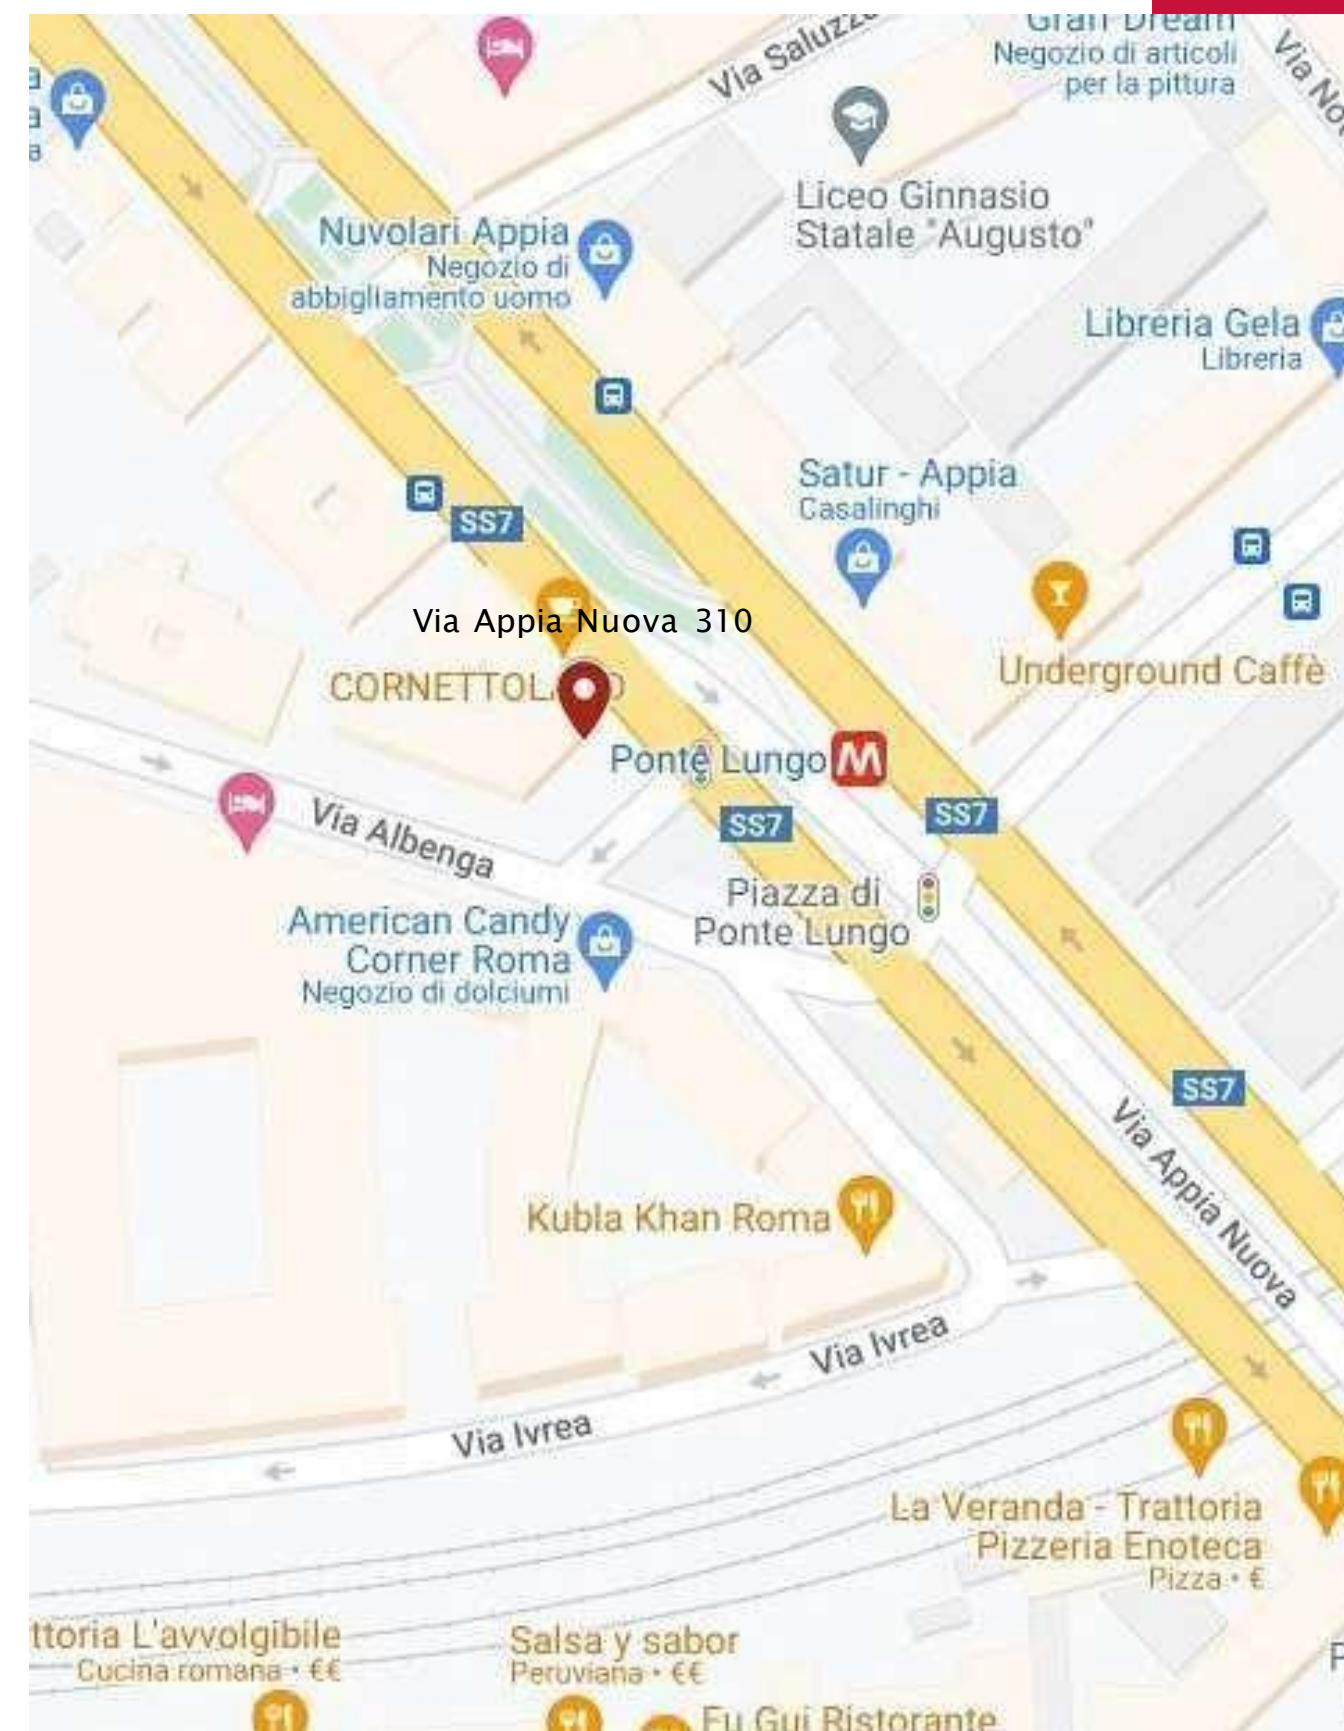 Via Saluzzo
Gran Dream
Negozio di articoli
per la pittura
Via No
a
a
a
Liceo Ginnasio
Statale "Augusto"
Nuvolari Appia
Negozio di
abbigliamento uomo
Libreria Gela
Libreria
Satur - Appia
Casalinghi
SS7
Via Appia Nuova 310
CORNETTOL
O
Underground Caffè
Ponte Lungo M
SS7
SS7
Via Albenga
Piazza di
Ponte Lungo
American Candy
Corner Roma
Negozio di dolciumi
SS7
Via Appia Nuova
Kubla Khan Roma
Via Ivrea
Via Ivrea
La Veranda - Trattoria
Pizzeria Enoteca
Pizza · €
ttoria L'avvolgibile
Cucina romana · €€
Salsa y sabor
Peruviana · €€
Fu Gui Ristorante
P